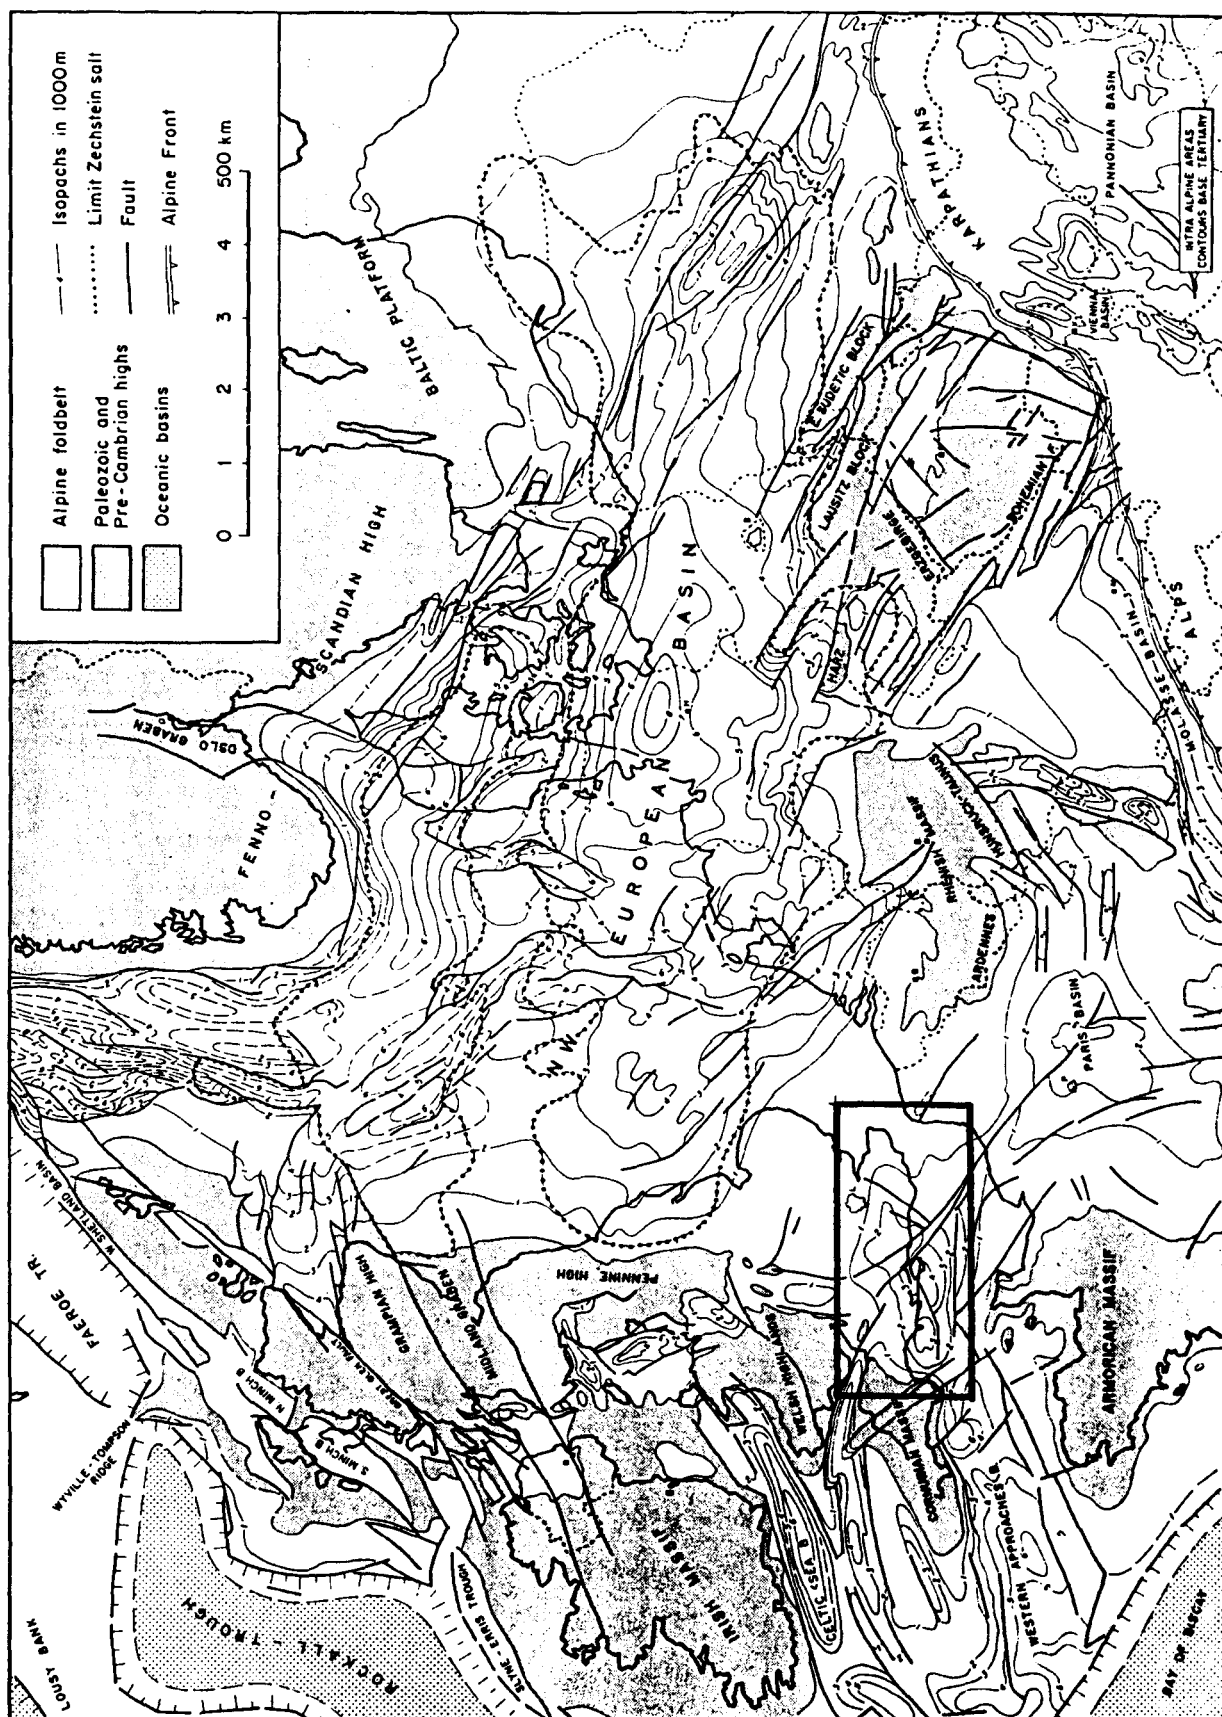 Alpine foldbelt
Paleozoic and
Pre-Cambrian highs
Oceanic basins
Isopachs in 1000m
Limit Zechstein salt
Fault
Alpine Front
0 1 2 3 4 500 km
LOUSY BANK
ROCKALL-TROUGH
WYVILLE-TOMPSON
RIDGE
FAEROE TR.
W SHETLAND BASIN
N MINCH B
S. MINCH B
GREAT GLEN FAULT
GRAMPIAN HIGH
MIDLAND GRABEN
SLYNE-ERRIS TROUGH
IRISH MASSIF
PENNINE HIGH
WELSH HIGHLANDS
CELTIC SEA B
CORNUBIAN MASSIF
WESTERN APPROACHES B
BAY OF BISCAY
ARMORICAN MASSIF
PARIS BASIN
ARDENNES
RHENISH MASSIF
HUNSRUCK-TAUNUS
NW
EUROPEAN
BASIN
FENNO-
SCANDIAN HIGH
OSLO GRABEN
BALTIC PLATFORM
HARZ
LAUSITZ BLOCK
SUDETIC BLOCK
ERZGEBIRGE
BOHEMIAN
MOLASSE-BASIN
ALPS
VIENNA
BASIN
KARPATHIANS
PANNONIAN BASIN
INTRA ALPINE AREAS
CONTOURS BASE TERTIARY